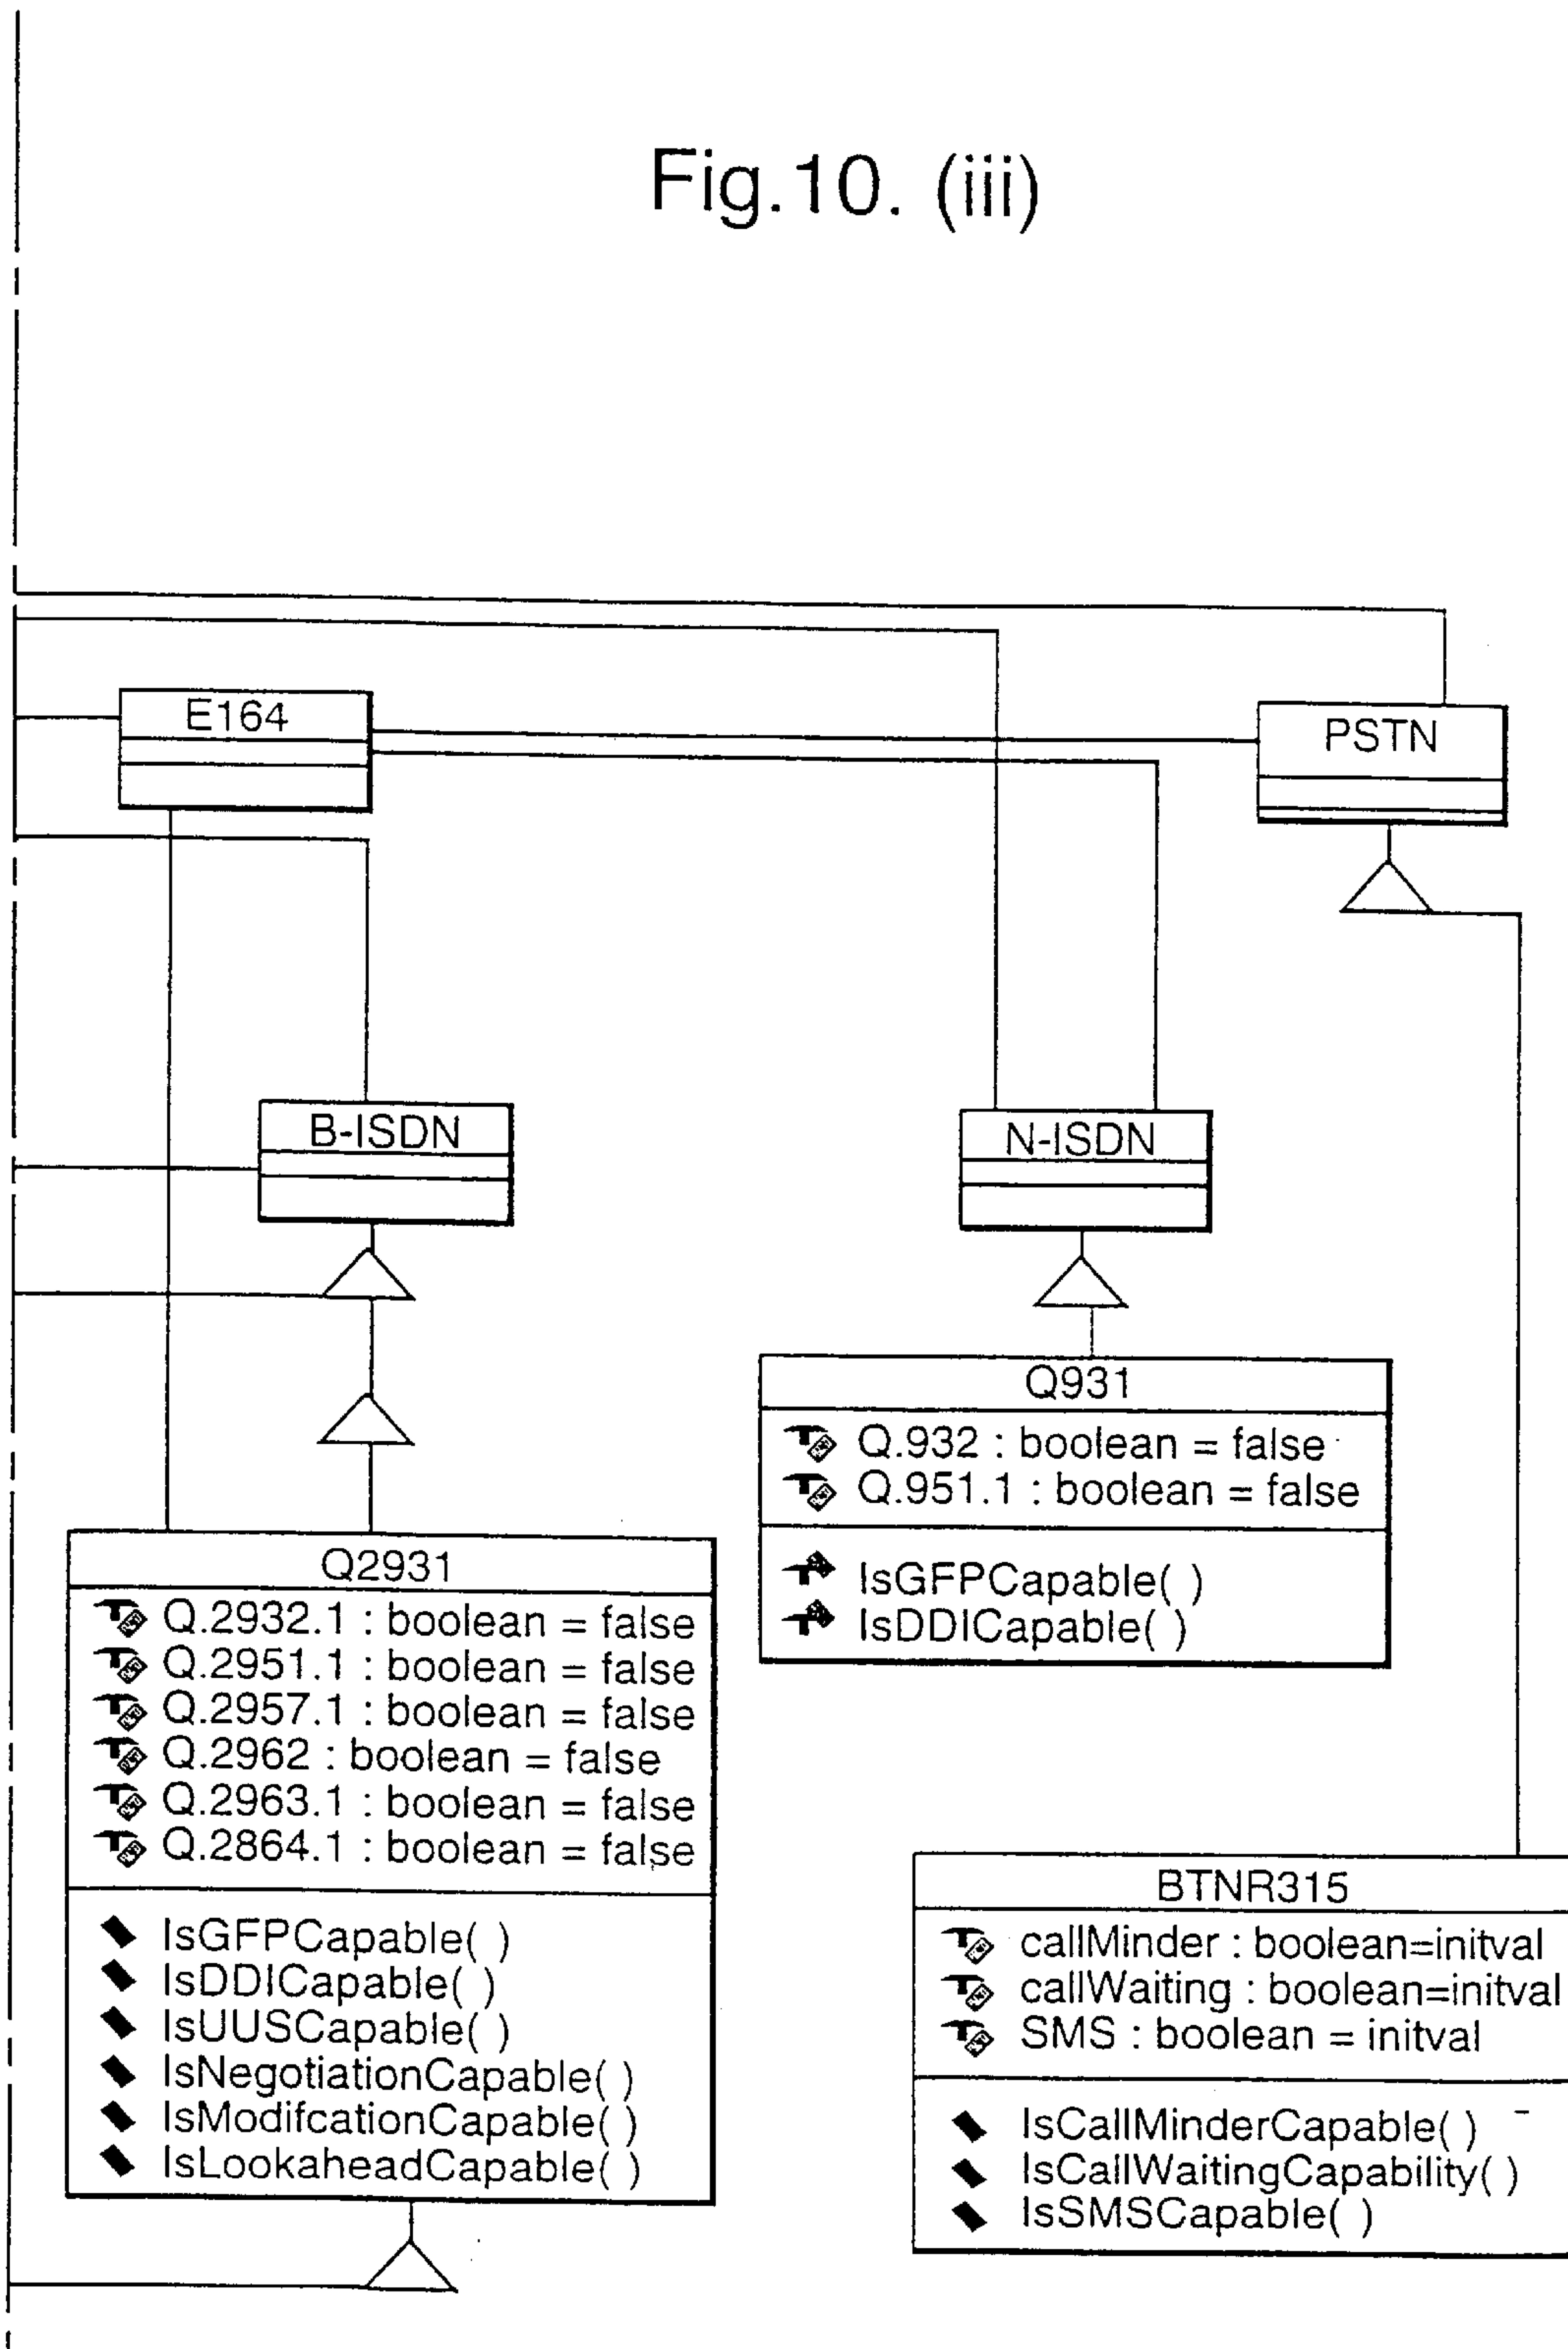 Fig.10. (iii)
E164
PSTN
B-ISDN
N-ISDN
Q931
Q.932 : boolean = false
Q.951.1 : boolean = false
IsGFPCapable( )
IsDDICapable( )
Q2931
Q.2932.1 : boolean = false
Q.2951.1 : boolean = false
Q.2957.1 : boolean = false
Q.2962 : boolean = false
Q.2963.1 : boolean = false
Q.2864.1 : boolean = false
IsGFPCapable( )
IsDDICapable( )
IsUUSCapable( )
IsNegotiationCapable( )
IsModifcationCapable( )
IsLookaheadCapable( )
BTNR315
callMinder : boolean=initval
callWaiting : boolean=initval
SMS : boolean = initval
IsCallMinderCapable( )
IsCallWaitingCapability( )
IsSMSCapable( )